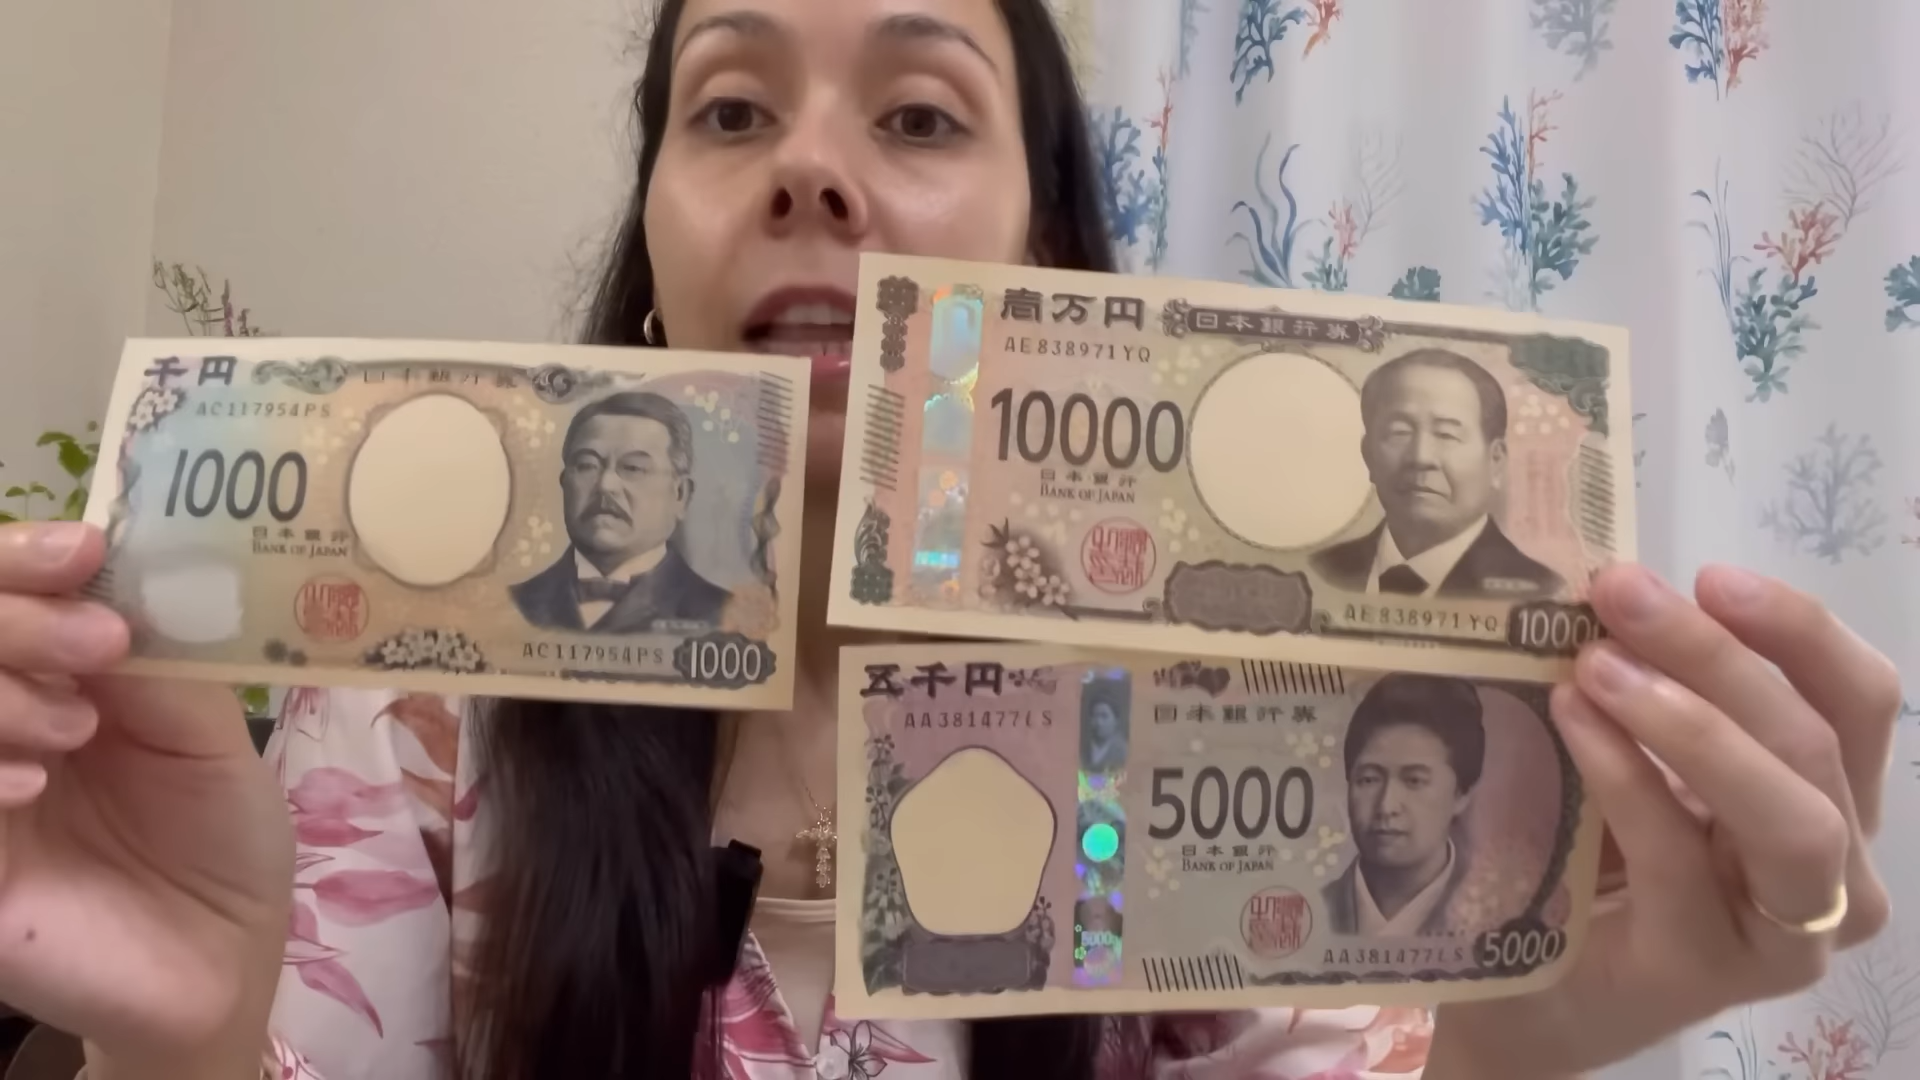 千円
日本銀行券
AC117954PS
1000
日本銀行
BANK OF JAPAN
AC117954PS
1000
壱万円
日本銀行券
AE838971YQ
10000
日本銀行
BANK OF JAPAN
AE838971YQ
1000
五千円
AA381477LS
日本銀行券
5000
日本銀行
BANK OF JAPAN
5000
AA381477LS
5000